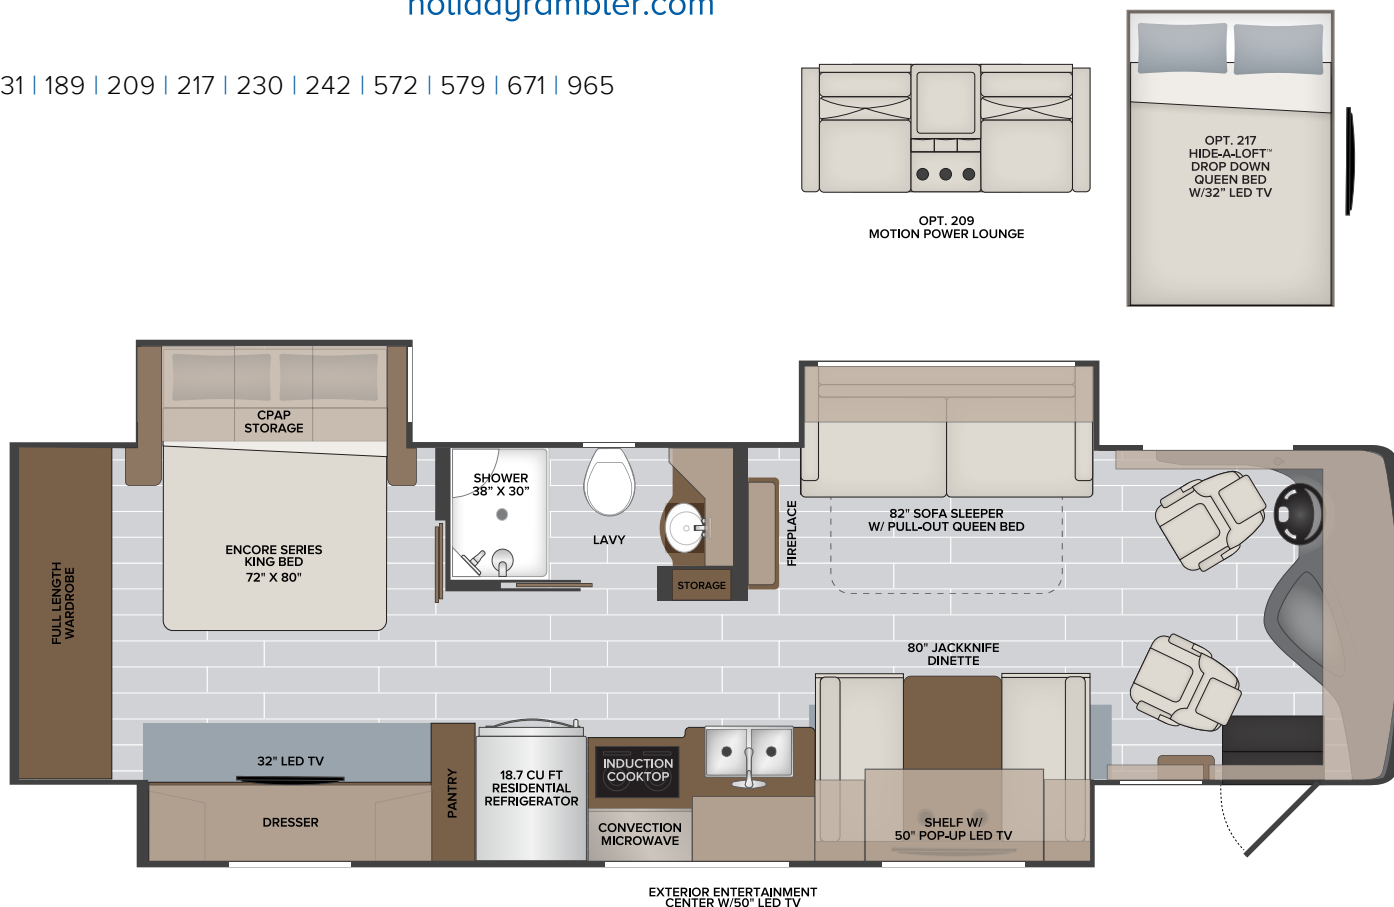 holidayrambler.com
31 | 189 | 209 | 217 | 230 | 242 | 572 | 579 | 671 | 965
OPT. 209
MOTION POWER LOUNGE
OPT. 217
HIDE-A-LOFT™
DROP DOWN
QUEEN BED
W/32" LED TV
CPAP
STORAGE
ENCORE SERIES
KING BED
72" X 80"
FULL LENGTH
WARDROBE
SHOWER
38” X 30”
LAVY
STORAGE
FIREPLACE
82" SOFA SLEEPER
W/ PULL-OUT QUEEN BED
80" JACKKNIFE
DINETTE
32" LED TV
DRESSER
PANTRY
18.7 CU FT
RESIDENTIAL
REFRIGERATOR
INDUCTION
COOKTOP
CONVECTION
MICROWAVE
SHELF W/
50" POP-UP LED TV
EXTERIOR ENTERTAINMENT
CENTER W/50" LED TV